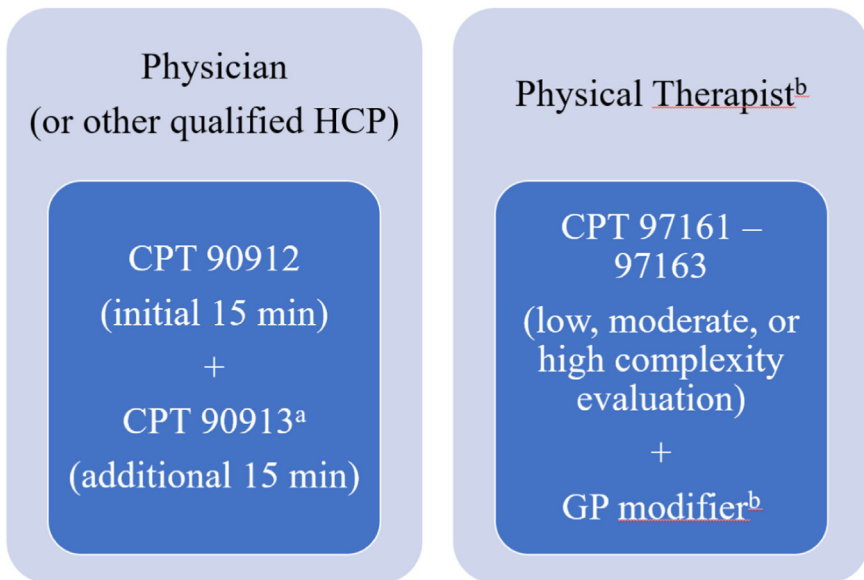 Physician
(or other qualified HCP)
CPT 90912
(initial 15 min)
+
CPT 90913ᵃ
(additional 15 min)
Physical Therapistᵇ
CPT 97161 –
97163
(low, moderate, or
high complexity
evaluation)
+
GP modifierᵇ